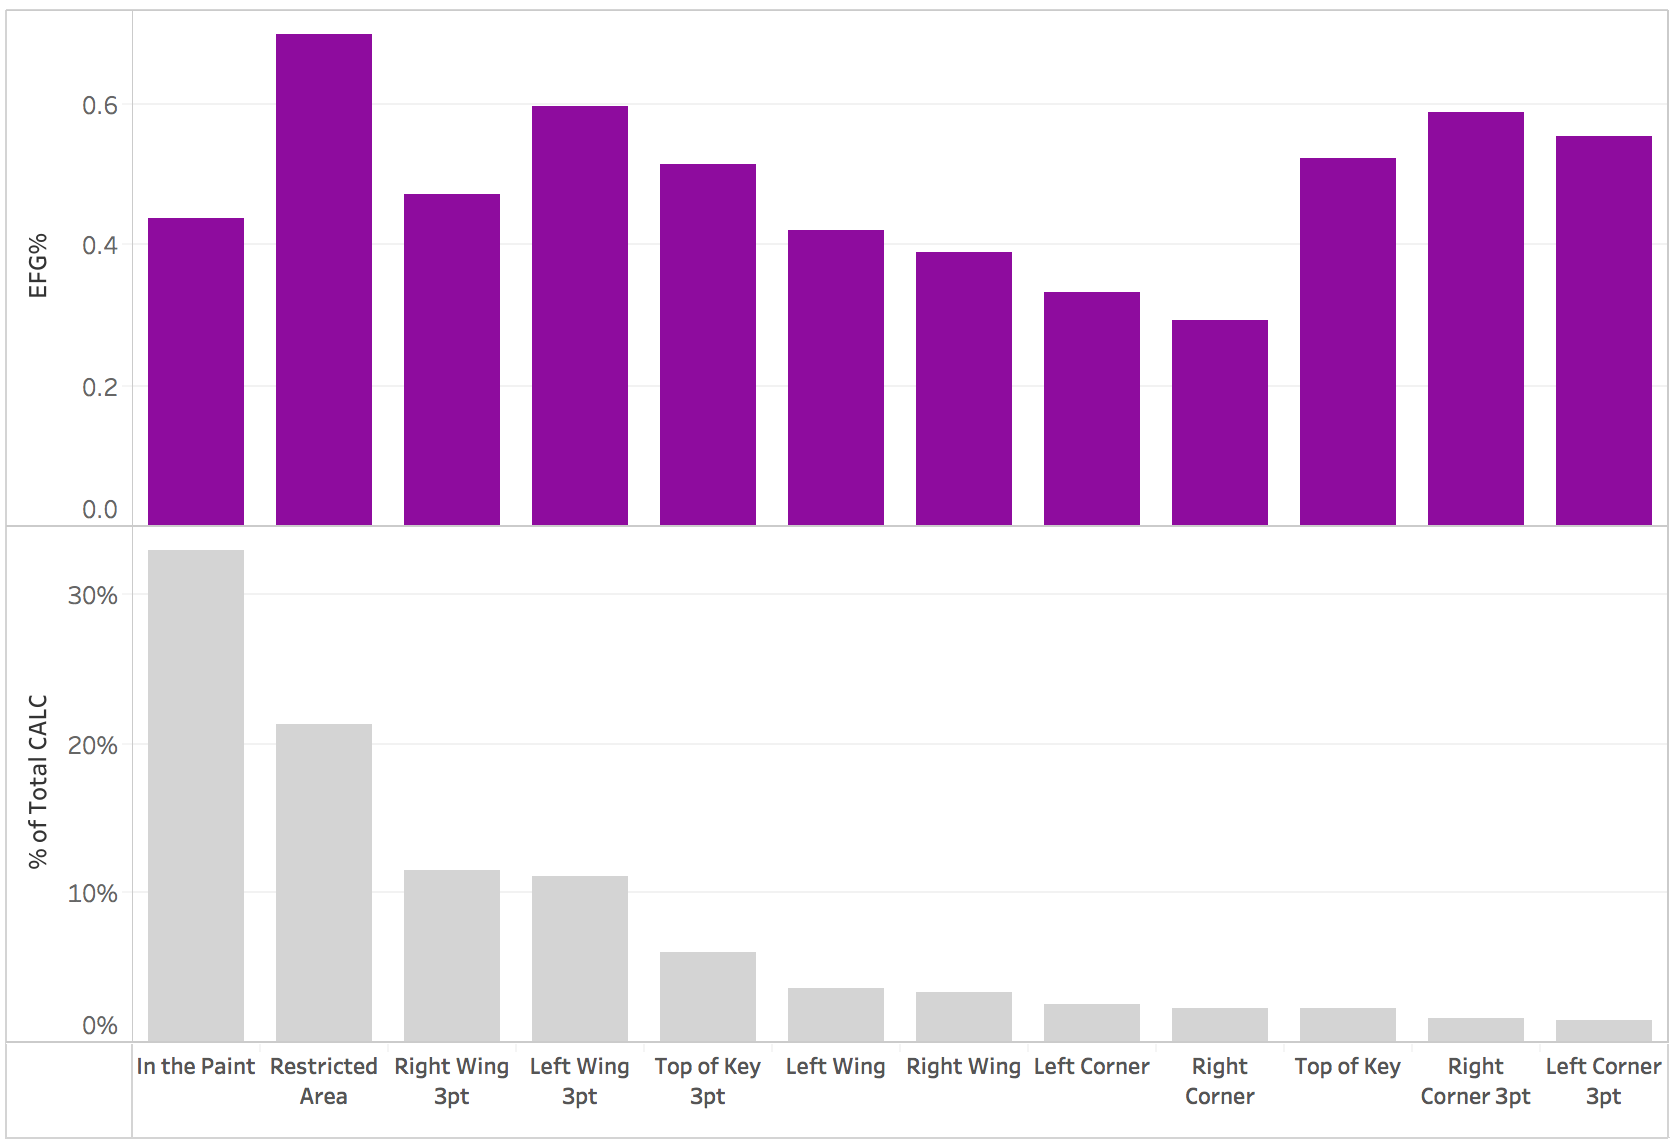 EFG%
0.6
0.4
0.2
0.0
% of Total CALC
30%
20%
10%
0%
In the Paint
Restricted
Area
Right Wing
3pt
Left Wing
3pt
Top of Key
3pt
Left Wing
Right Wing
Left Corner
Right
Corner
Top of Key
Right
Corner 3pt
Left Corner
3pt